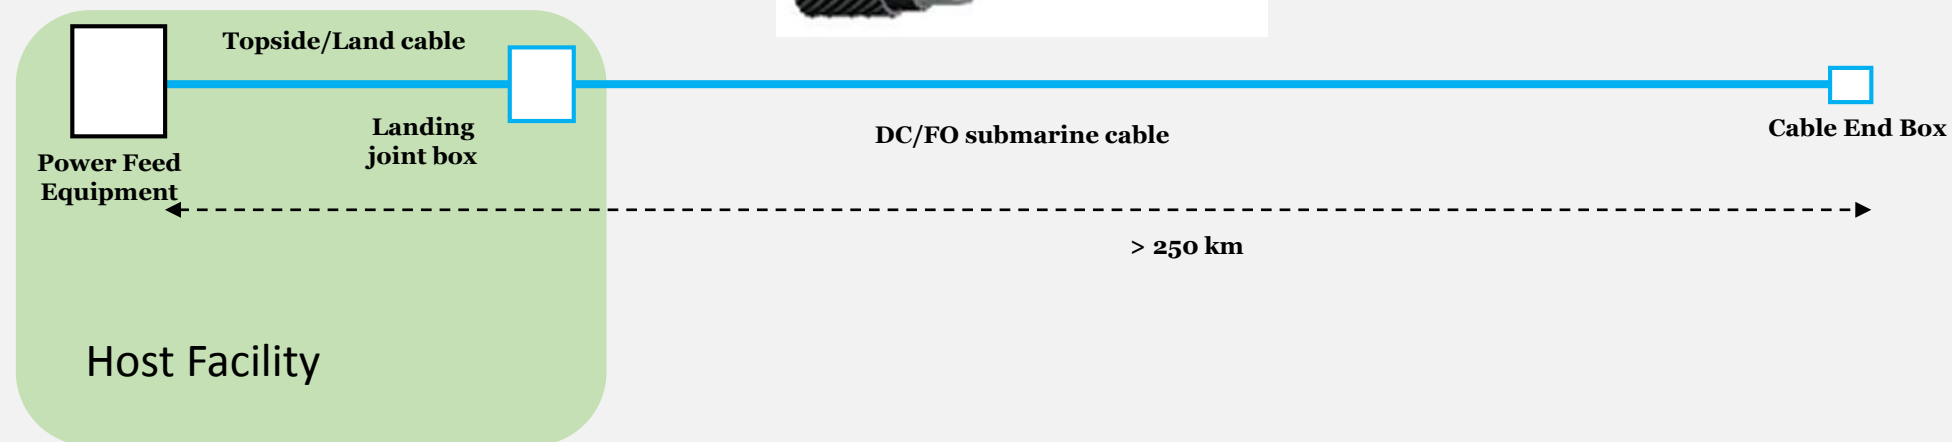 Topside/Land cable
Landing
joint box
Power Feed
Equipment
DC/FO submarine cable
Cable End Box
> 250 km
Host Facility